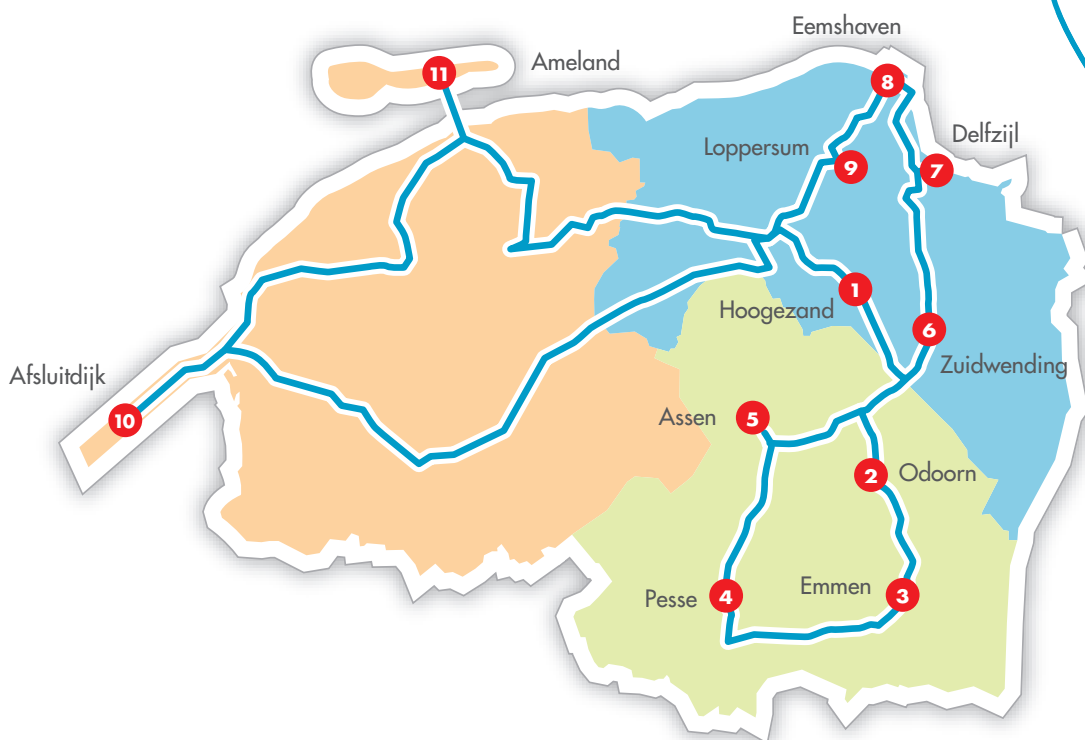 Eemshaven
8
Ameland
11
Delfzijl
Loppersum
9
7
1
Hoogezand
6
Zuidwending
Afsluitdijk
10
Assen
5
2
Odoorn
Emmen
3
Pesse
4